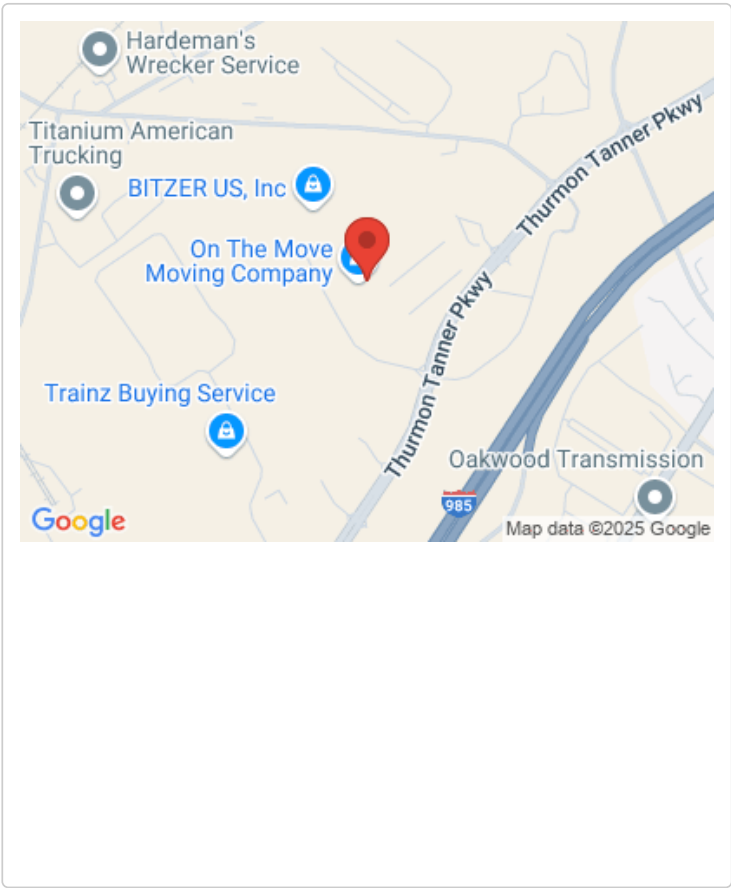 Hardeman's
Wrecker Service
Titanium American
Trucking
Thurmon Tanner Pkwy
BITZER US, Inc
On The Move
Moving Company
Thurmon Tanner Pkwy
Trainz Buying Service
Oakwood Transmission
985
Google
Map data ©2025 Google